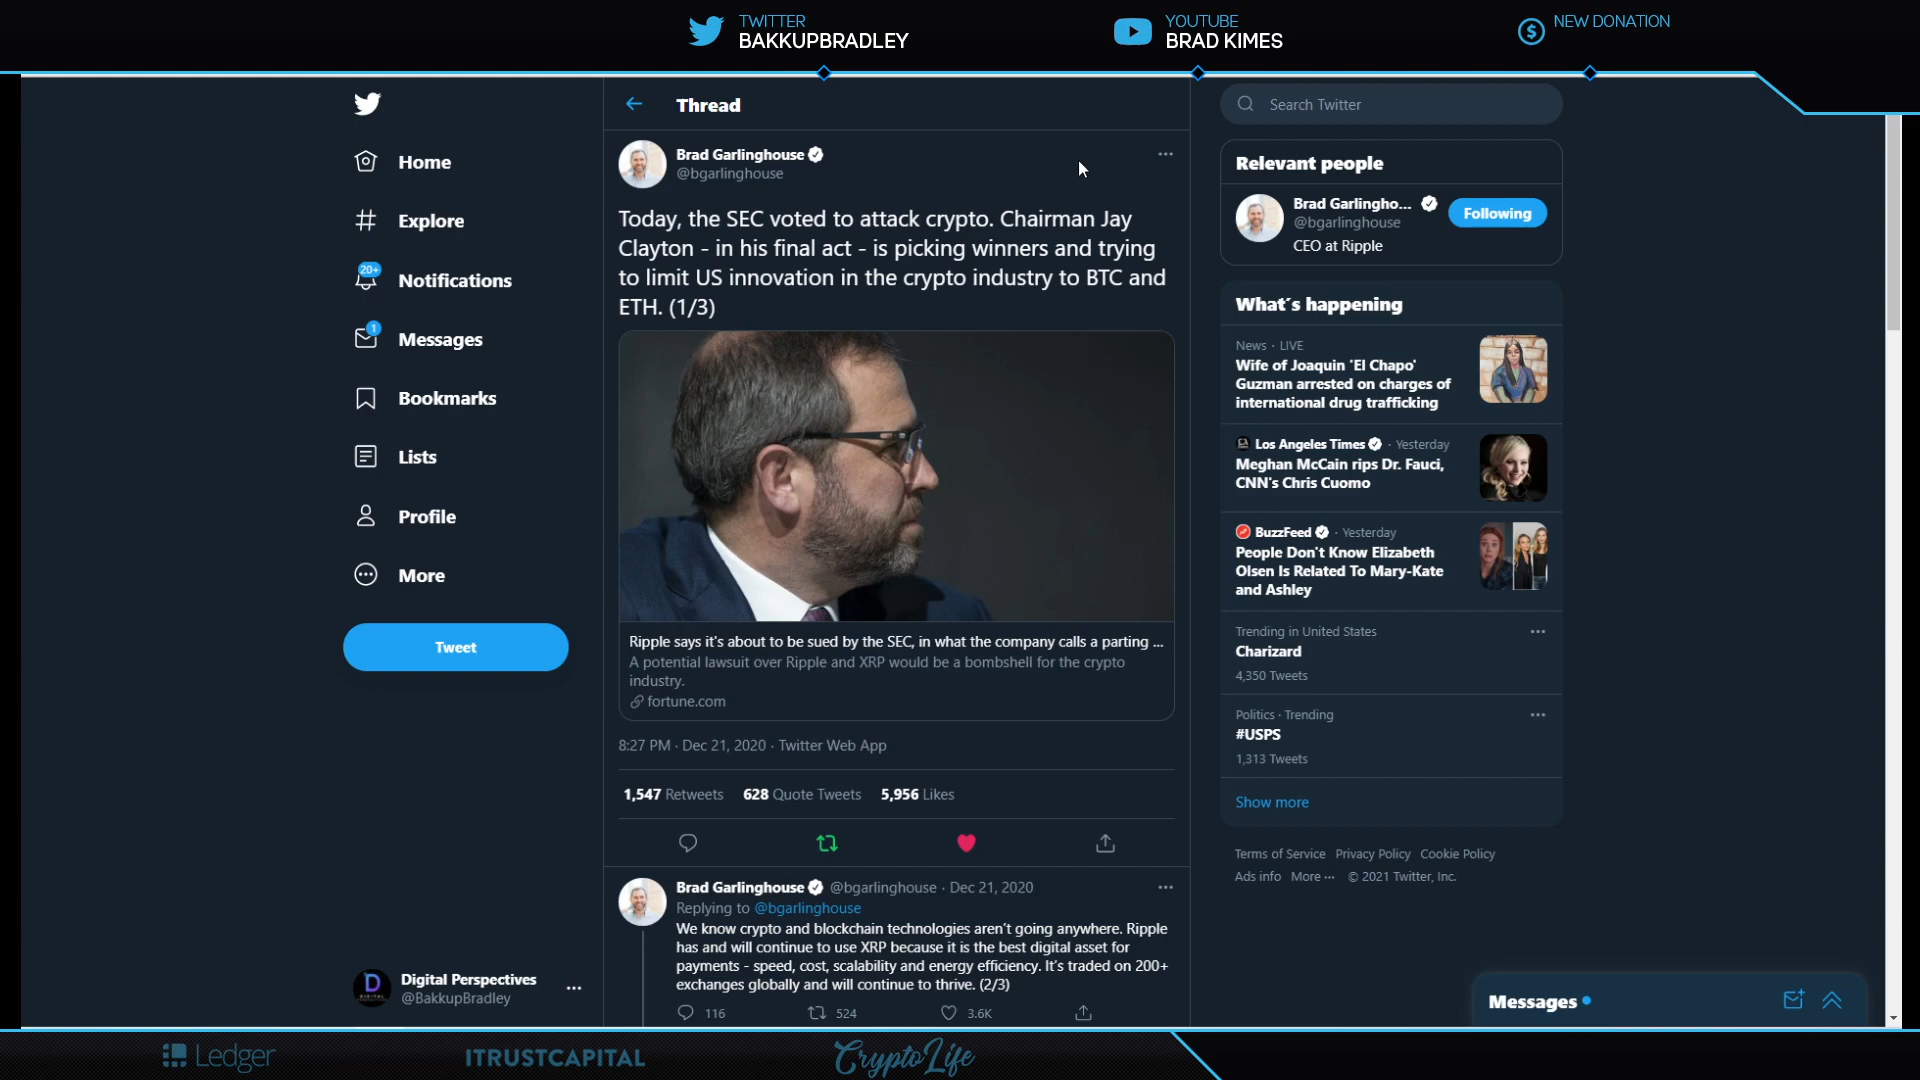 TWITTER
BAKKUPBRADLEY
YOUTUBE
BRAD KIMES
NEW DONATION
Thread
Search Twitter
Home
Explore
20+
Notifications
1
Messages
Bookmarks
Lists
Profile
More
Tweet
Digital Perspectives
@BakkupBradley
Brad Garlinghouse
@bgarlinghouse
Today, the SEC voted to attack crypto. Chairman Jay
Clayton - in his final act - is picking winners and trying
to limit US innovation in the crypto industry to BTC and
ETH. (1/3)
Ripple says it's about to be sued by the SEC, in what the company calls a parting ...
A potential lawsuit over Ripple and XRP would be a bombshell for the crypto
industry.
fortune.com
8:27 PM · Dec 21, 2020 · Twitter Web App
1,547 Retweets 628 Quote Tweets 5,956 Likes
Brad Garlinghouse @bgarlinghouse · Dec 21, 2020
Replying to @bgarlinghouse
We know crypto and blockchain technologies aren't going anywhere. Ripple
has and will continue to use XRP because it is the best digital asset for
payments - speed, cost, scalability and energy efficiency. It's traded on 200+
exchanges globally and will continue to thrive. (2/3)
116 524 3.6K
Relevant people
Brad Garlingho...
@bgarlinghouse
Following
CEO at Ripple
What's happening
News · LIVE
Wife of Joaquin 'El Chapo'
Guzman arrested on charges of
international drug trafficking
Los Angeles Times · Yesterday
Meghan McCain rips Dr. Fauci,
CNN's Chris Cuomo
BuzzFeed · Yesterday
People Don't Know Elizabeth
Olsen Is Related To Mary-Kate
and Ashley
Trending in United States
Charizard
4,350 Tweets
Politics · Trending
#USPS
1,313 Tweets
Show more
Terms of Service Privacy Policy Cookie Policy
Ads info More ··· © 2021 Twitter, Inc.
Messages
Ledger
ITRUSTCAPITAL
CryptoLife